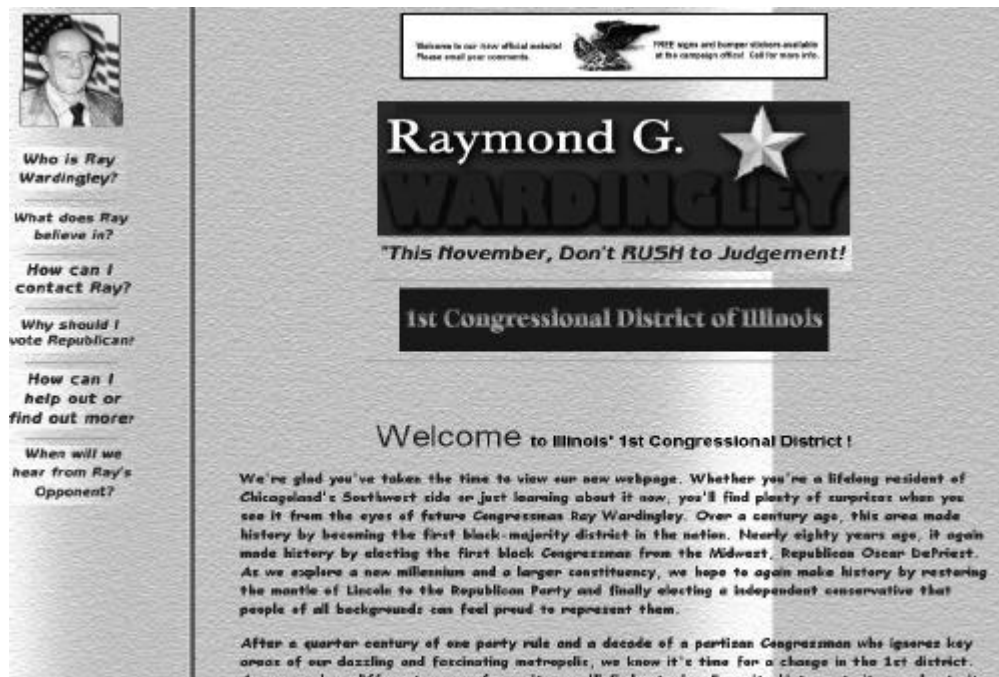 Welcome to our new official website!
Please email your comments.
FREE signs and bumper stickers available
at the campaign office! Call for more info.
Raymond G.
WARDINGLEY
"This November, Don't RUSH to Judgement!
1st Congressional District of Illinois
Who is Ray
Wardingley?
What does Ray
believe in?
How can I
contact Ray?
Why should I
vote Republican?
How can I
help out or
find out more?
When will we
hear from Ray's
Opponent?
Welcome to Illinois' 1st Congressional District !
We're glad you've taken the time to view our new webpage. Whether you're a lifelong resident of
Chicagoland's Southwest side or just learning about it now, you'll find plenty of surprises when you
see it from the eyes of future Congressman Ray Wardingley. Over a century ago, this area made
history by becoming the first black-majority district in the nation. Nearly eighty years ago, it again
made history by electing the first black Congressman from the Midwest, Republican Oscar DePriest.
As we explore a new millennium and a larger constituency, we hope to again make history by restoring
the mantle of Lincoln to the Republican Party and finally electing a independent conservative that
people of all backgrounds can feel proud to represent them.
After a quarter century of one party rule and a decade of a partisan Congressman who ignores key
areas of our dazzling and fascinating metropolis, we know it's time for a change in the 1st district.